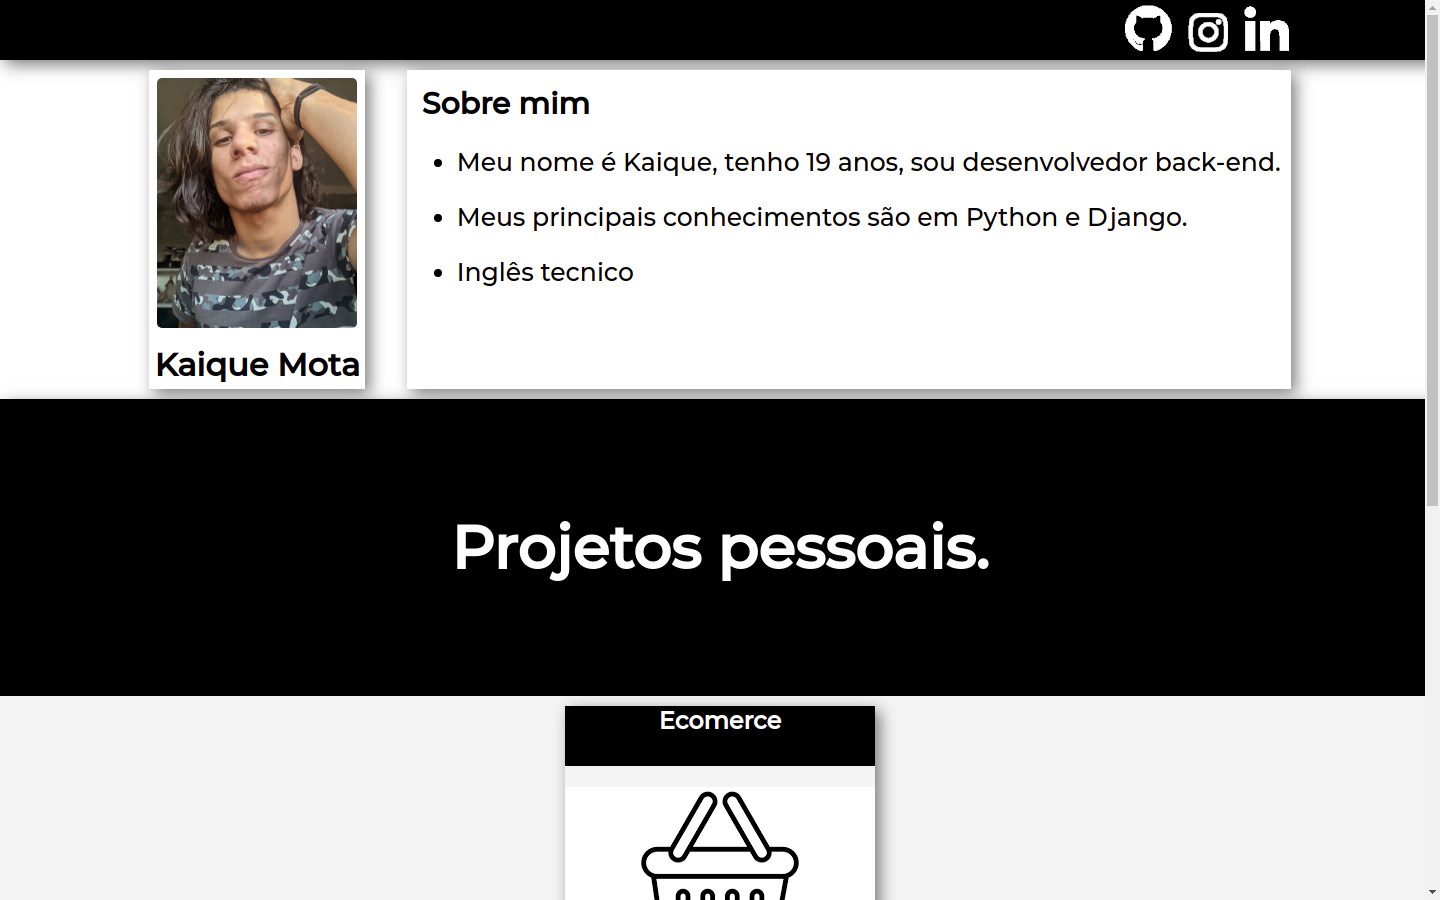 Sobre mim
Meu nome é Kaique, tenho 19 anos, sou desenvolvedor back-end.
Meus principais conhecimentos são em Python e Django.
Inglês tecnico
Kaique Mota
Projetos pessoais.
Ecomerce